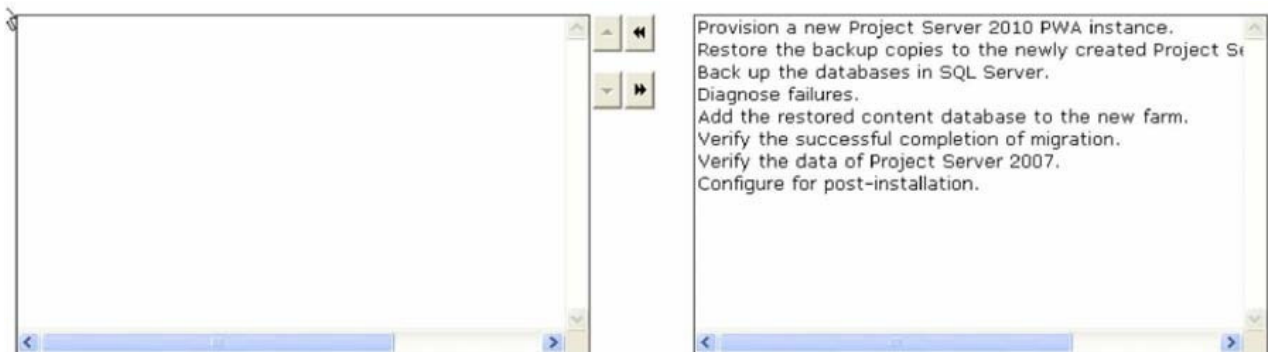 Provision a new Project Server 2010 PWA instance.
Restore the backup copies to the newly created Project
Back up the databases in SQL Server.
Diagnose failures.
Add the restored content database to the new farm.
Verify the successful completion of migration.
Verify the data of Project Server 2007.
Configure for post-installation.